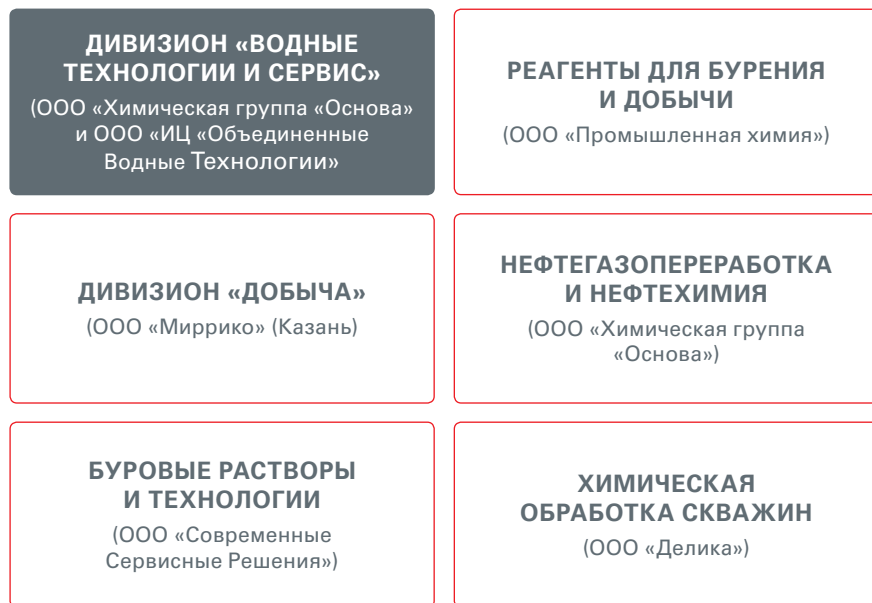 ДИВИЗИОН «ВОДНЫЕ
ТЕХНОЛОГИИ И СЕРВИС»
(ООО «Химическая группа «Основа»
и ООО «ИЦ «Объединенные
Водные Технологии»
РЕАГЕНТЫ ДЛЯ БУРЕНИЯ
И ДОБЫЧИ
(ООО «Промышленная химия»)
ДИВИЗИОН «ДОБЫЧА»
(ООО «Миррико» (Казань)
НЕФТЕГАЗОПЕРЕРАБОТКА
И НЕФТЕХИМИЯ
(ООО «Химическая группа
«Основа»)
БУРОВЫЕ РАСТВОРЫ
И ТЕХНОЛОГИИ
(ООО «Современные
Сервисные Решения»)
ХИМИЧЕСКАЯ
ОБРАБОТКА СКВАЖИН
(ООО «Делика»)